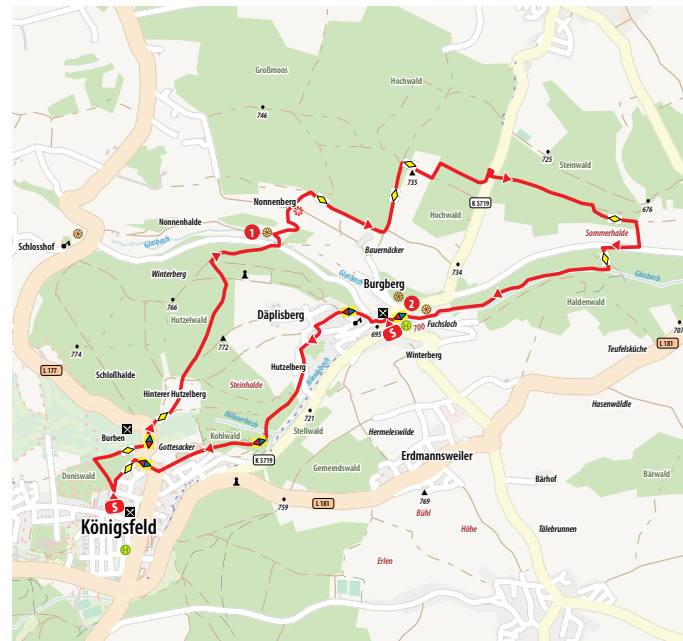 Großmoos
Hochwald
746
725
Steinwald
735
Nonnenberg
676
K 5719
Nonnenhalde
Hochwald
Sommerhalde
1
Schlosshof
Glasbach
Bauernäcker
Winterberg
734
Glasbach
Glasbach
Burgberg
Haldenwald
766
2
Hutzelwald
Däplisberg
700
Fuchsloch
707
695
S
772
L 181
774
Teufelsküche
Winterberg
L 177
Schloßhalde
Hutzelberg
Steinhalde
Hörnlebach
Hinterer Hutzelberg
Hasenwäldle
Hühnerbach
721
Burben
Stellwald
Hermeleswilde
Kohlwald
Gottesacker
Erdmannsweiler
K 5719
Gemeindswald
Doniswald
Bärhof
Bärwald
769
S
759
L 181
Bühl
Königsfeld
Höhe
Tälebrunnen
H
Erlen
H